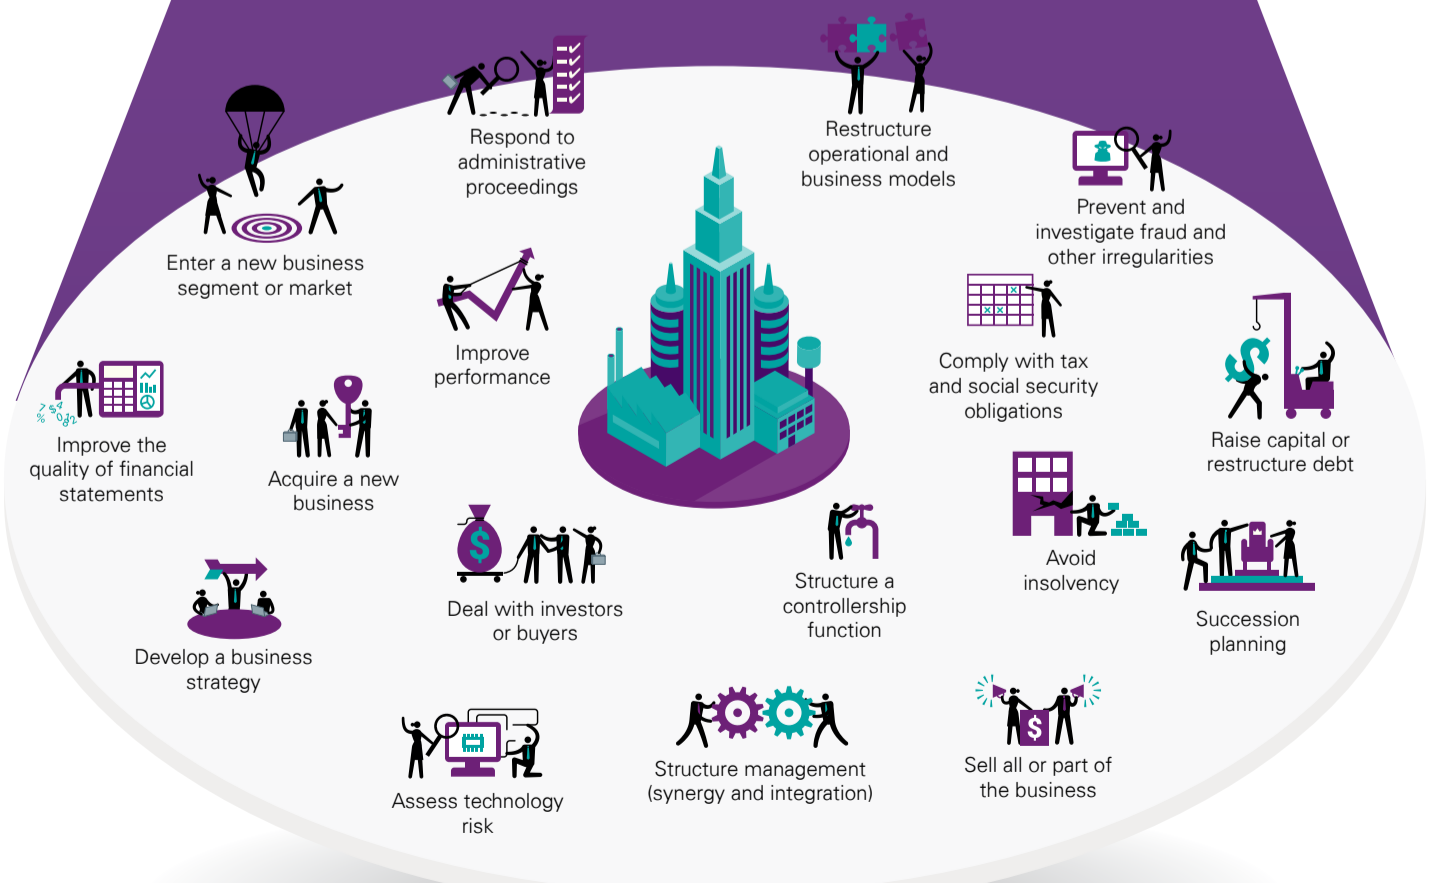 Respond to
administrative
proceedings
Restructure
operational and
business models
Prevent and
investigate fraud and
other irregularities
Enter a new business
segment or market
Improve
performance
Comply with tax
and social security
obligations
Raise capital or
restructure debt
Improve the
quality of financial
statements
Acquire a new
business
$
Deal with investors
or buyers
Structure a
controllership
function
Avoid
insolvency
Succession
planning
Develop a business
strategy
Assess technology
risk
Structure management
(synergy and integration)
$
Sell all or part of
the business